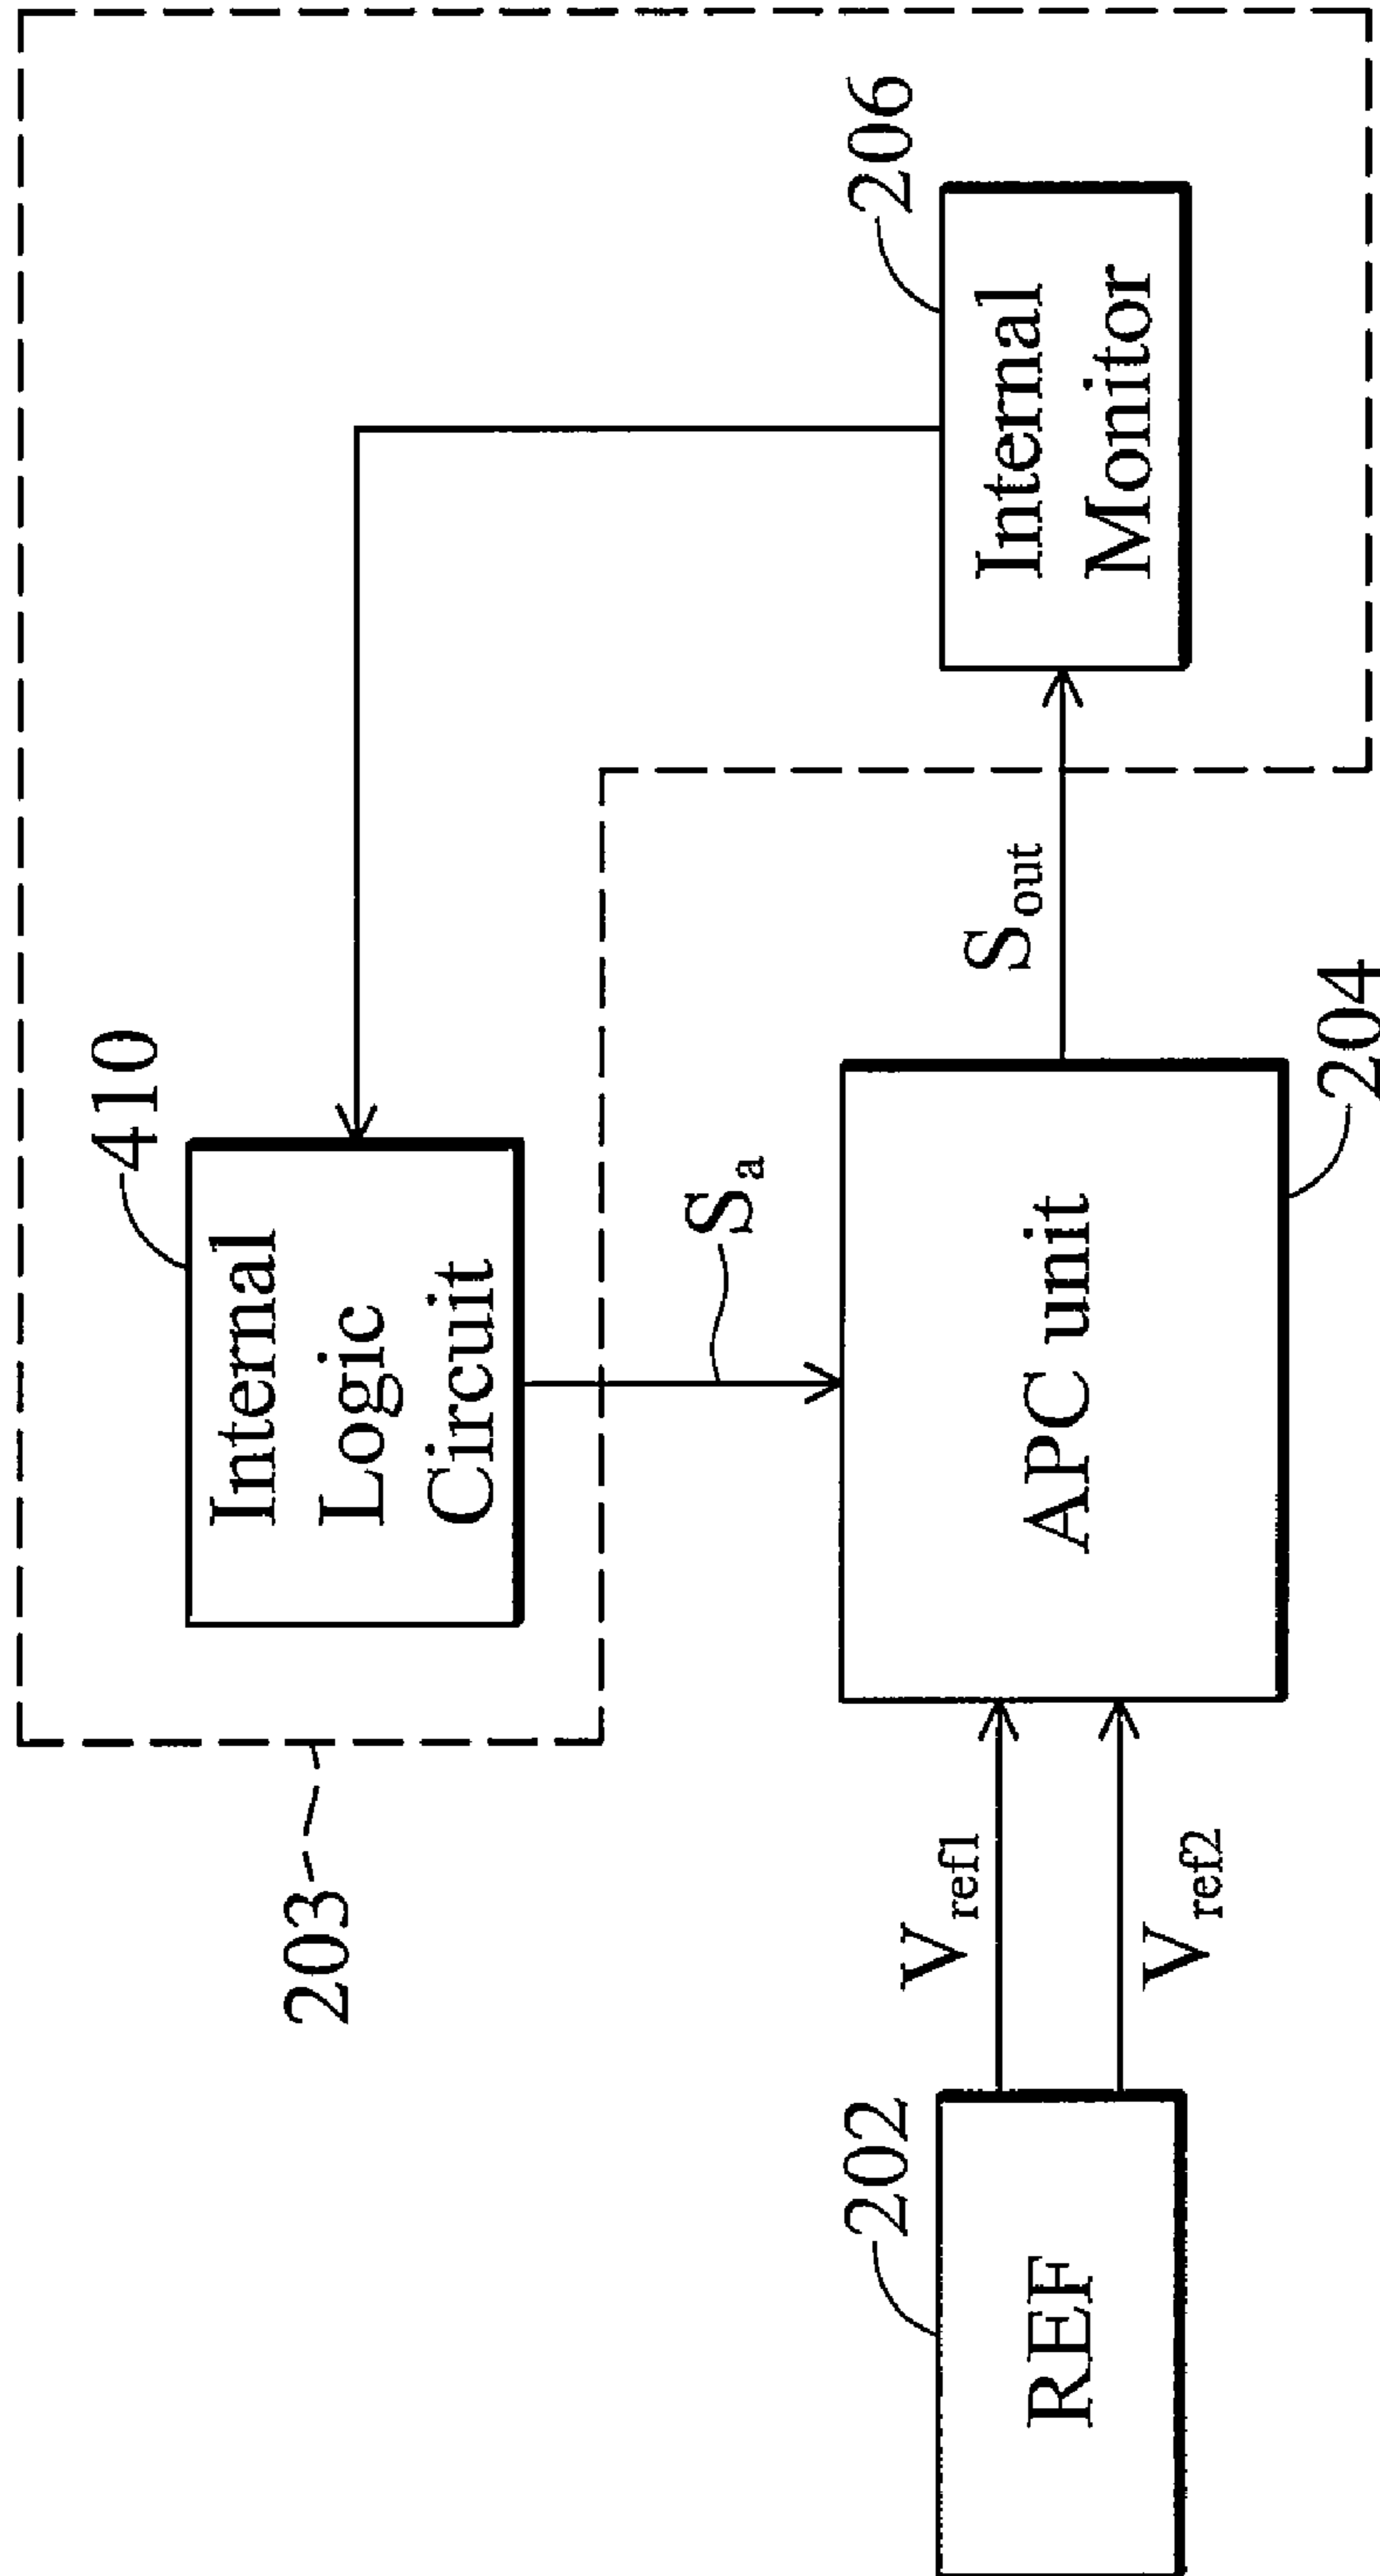 203
410
Internal
Logic
Circuit
206
Internal
Monitor
Sa
202
REF
Vref1
Vref2
APC unit
204
Sout